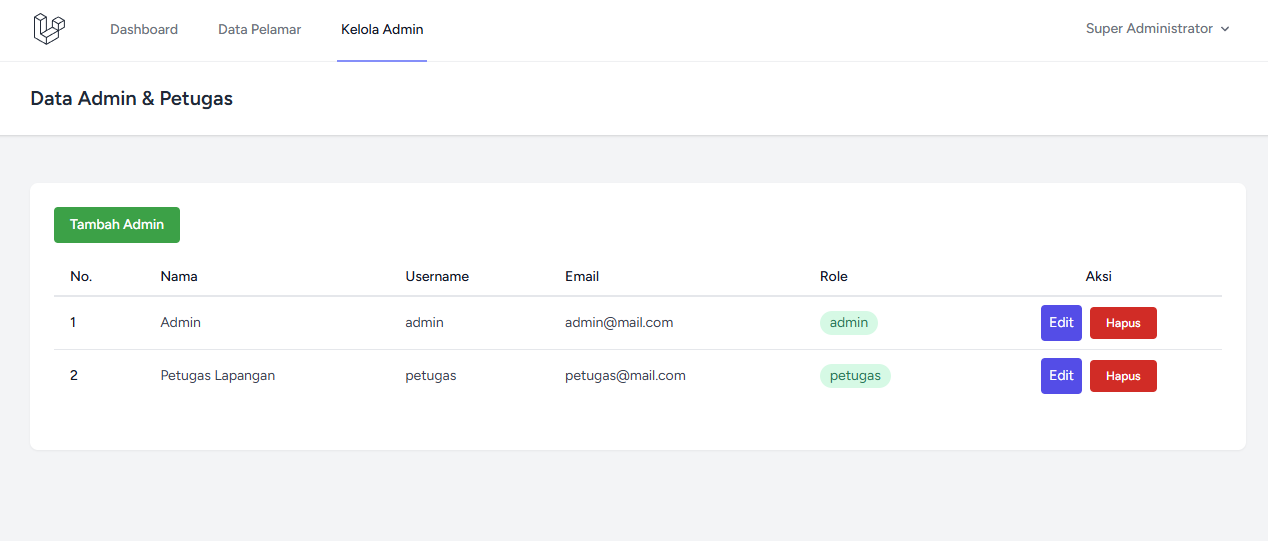 Dashboard Data Pelamar Kelola Admin Super Administrator
Data Admin & Petugas
Tambah Admin
No. Nama Username Email Role Aksi
1 Admin admin admin@mail.com admin Edit Hapus
2 Petugas Lapangan petugas petugas@mail.com petugas Edit Hapus